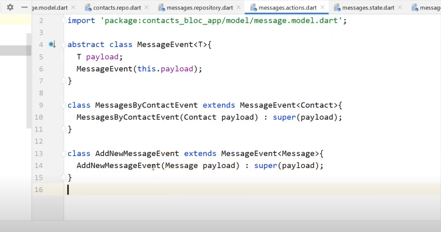 ge.model.dart
contacts.repo.dart
messages.repository.dart
messages.actions.dart
messages.state.dart
messag
2 import 'package:contacts_bloc_app/model/message.model.dart';
3
4 abstract class MessageEvent<T>{
5 T payload;
6 MessageEvent(this.payload);
7 }
8
9 class MessagesByContactEvent extends MessageEvent<Contact>{
10 MessagesByContactEvent(Contact payload) : super(payload);
11 }
12
13 class AddNewMessageEvent extends MessageEvent<Message>{
14 AddNewMessageEvent(Message payload) : super(payload);
15 }
16